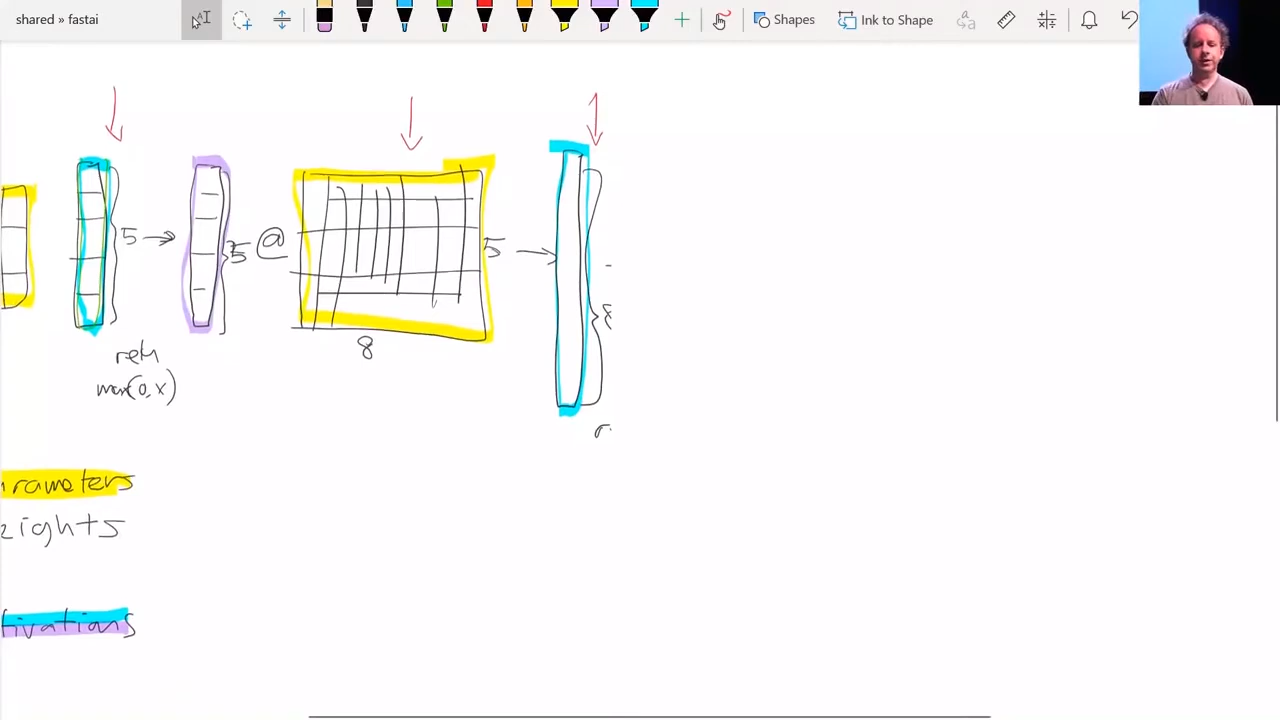 shared » fastai
Shapes
Ink to Shape
5
5
@
5
8
relu
max(0,x)
rameters
eights
tivations